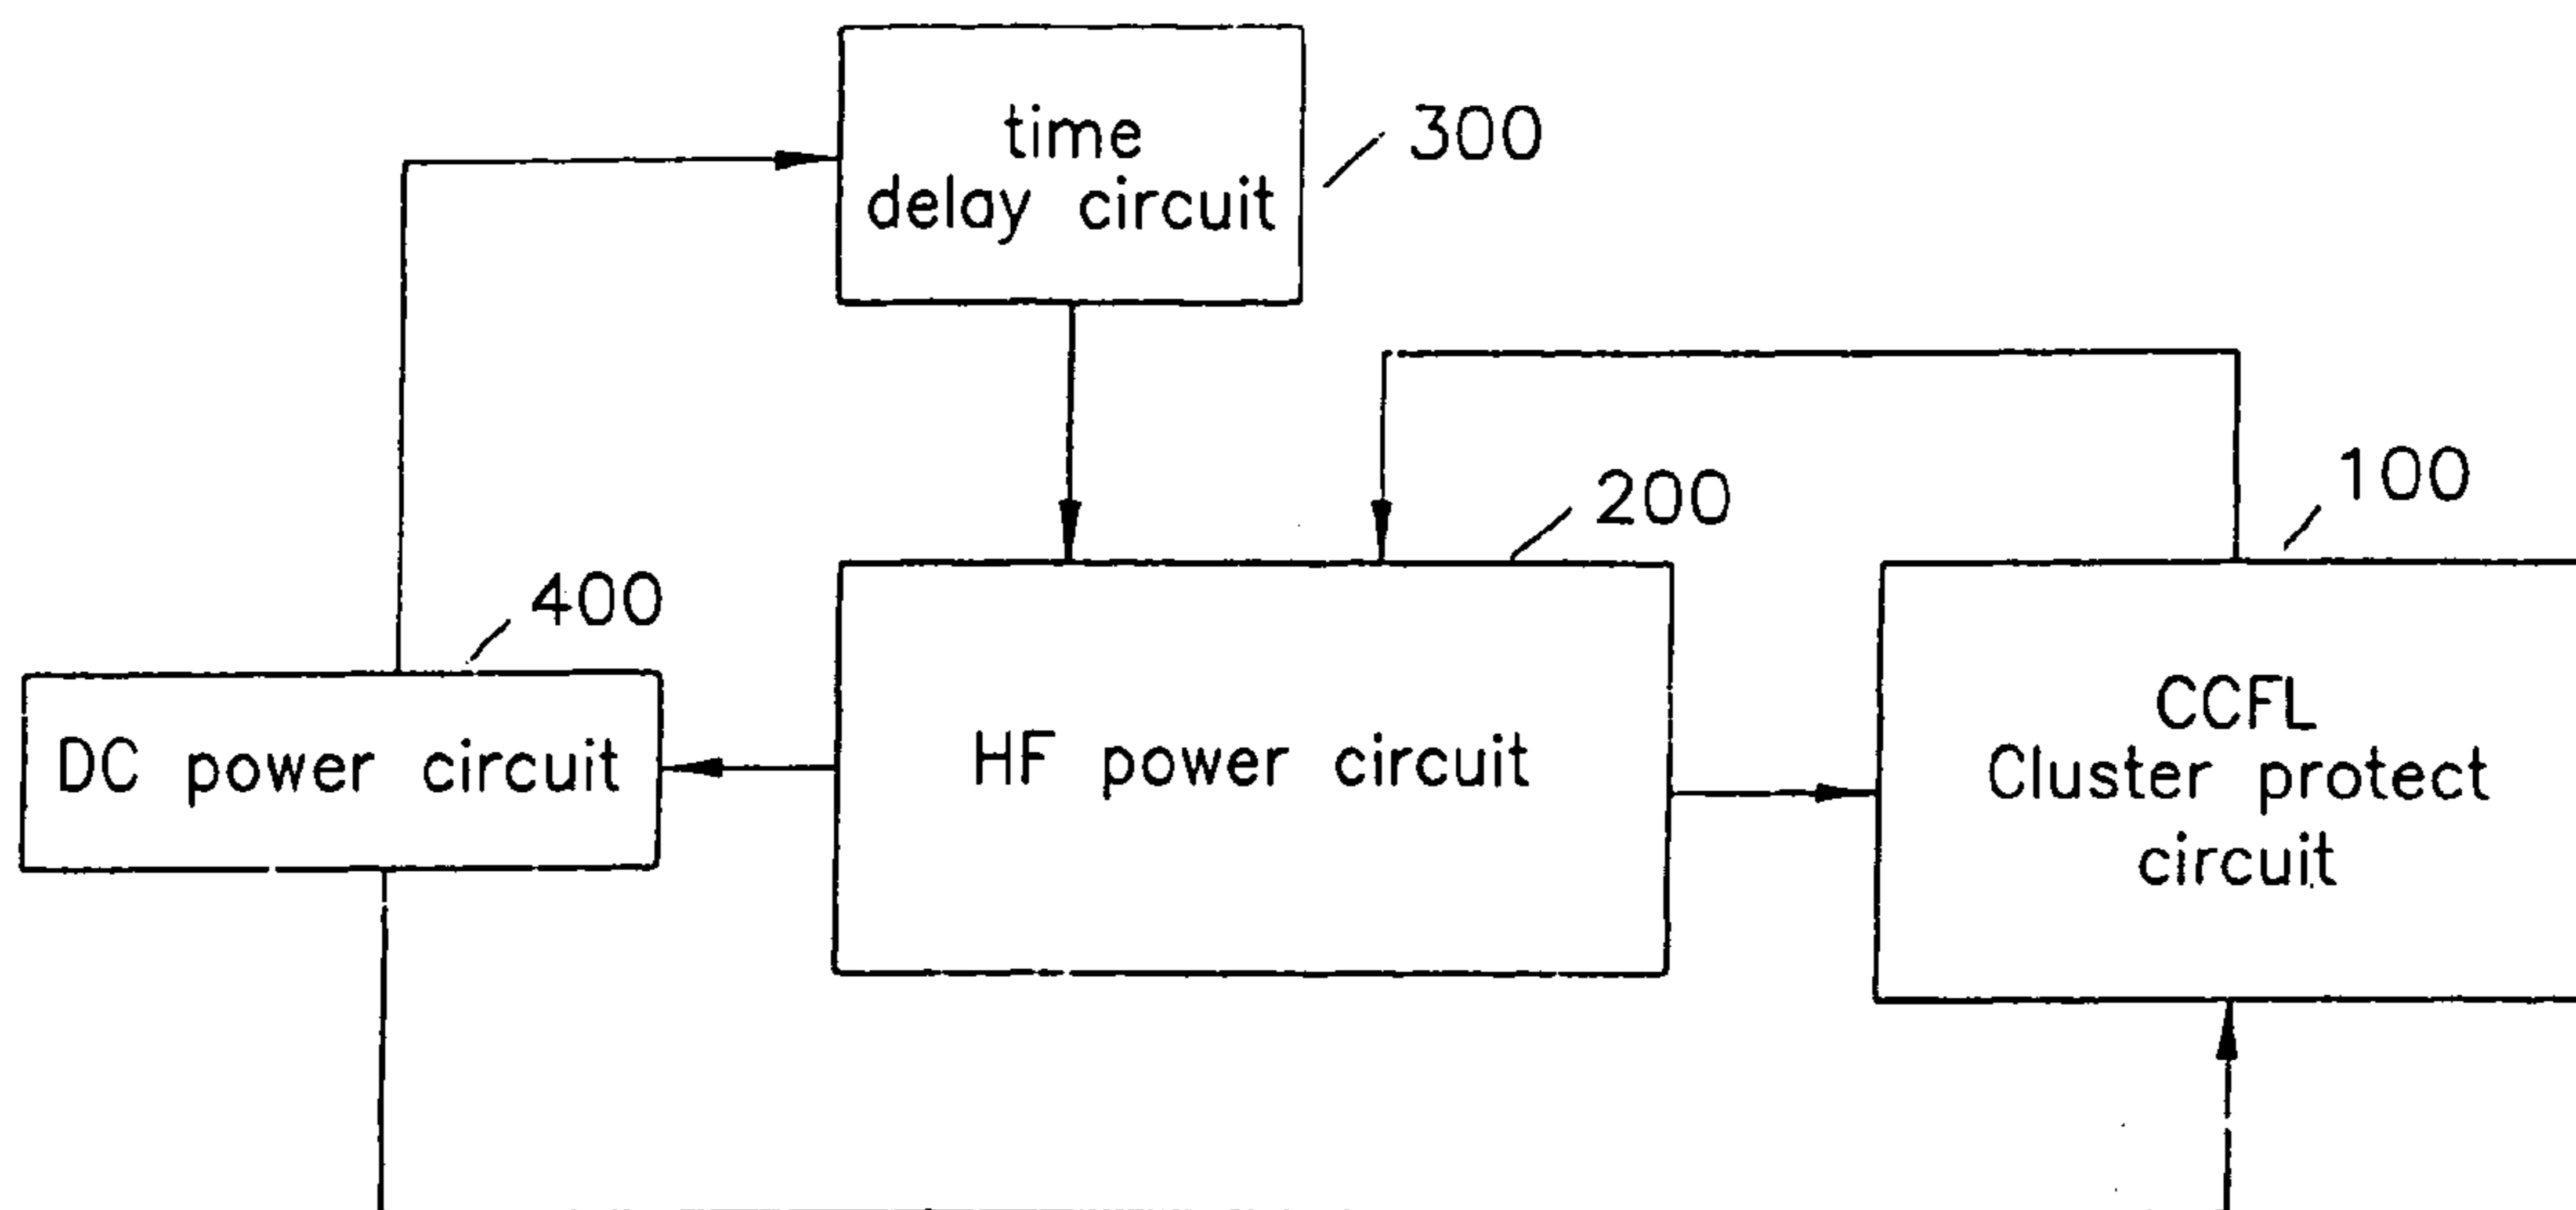 time
delay circuit
300
200
100
400
DC power circuit
HF power circuit
CCFL
Cluster protect
circuit